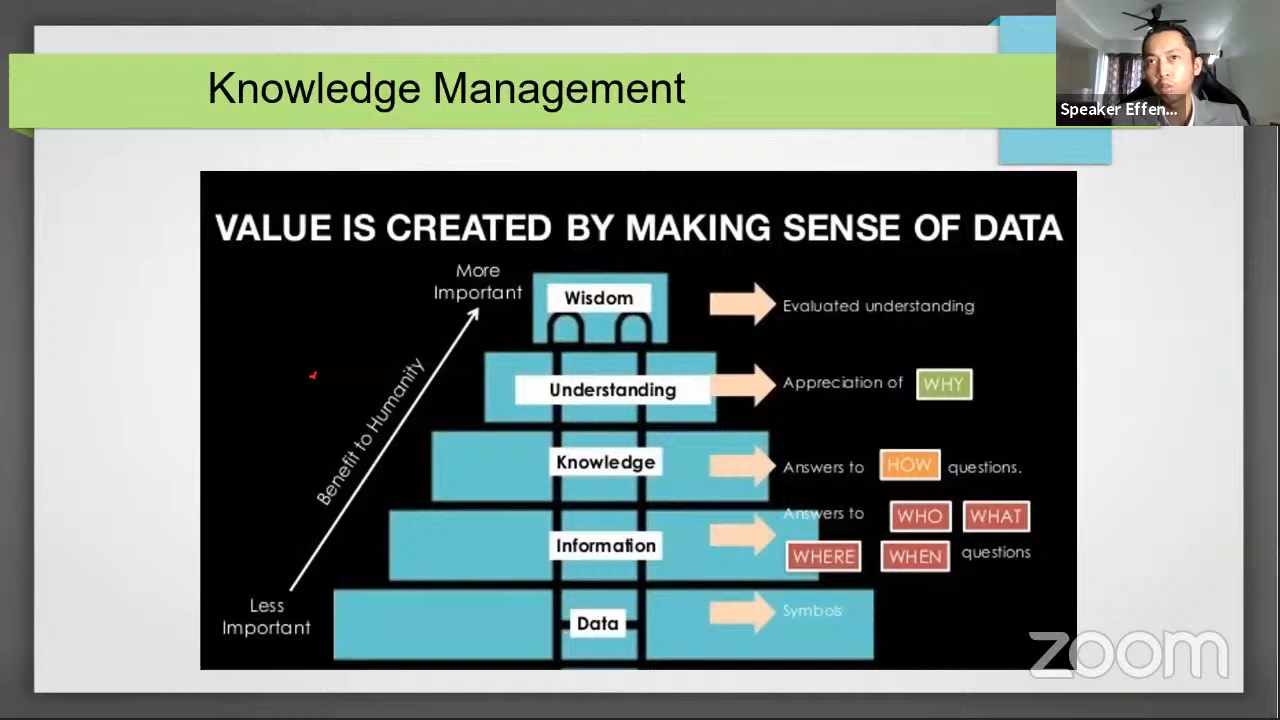 Knowledge Management
Speaker Effen...
VALUE IS CREATED BY MAKING SENSE OF DATA
More
Important
Wisdom
Evaluated understanding
Understanding
Appreciation of WHY
Benefit to Humanity
Knowledge
Answers to HOW questions.
Information
Answers to WHO WHAT
WHERE WHEN questions
Less
Important
Data
Symbols
zoom